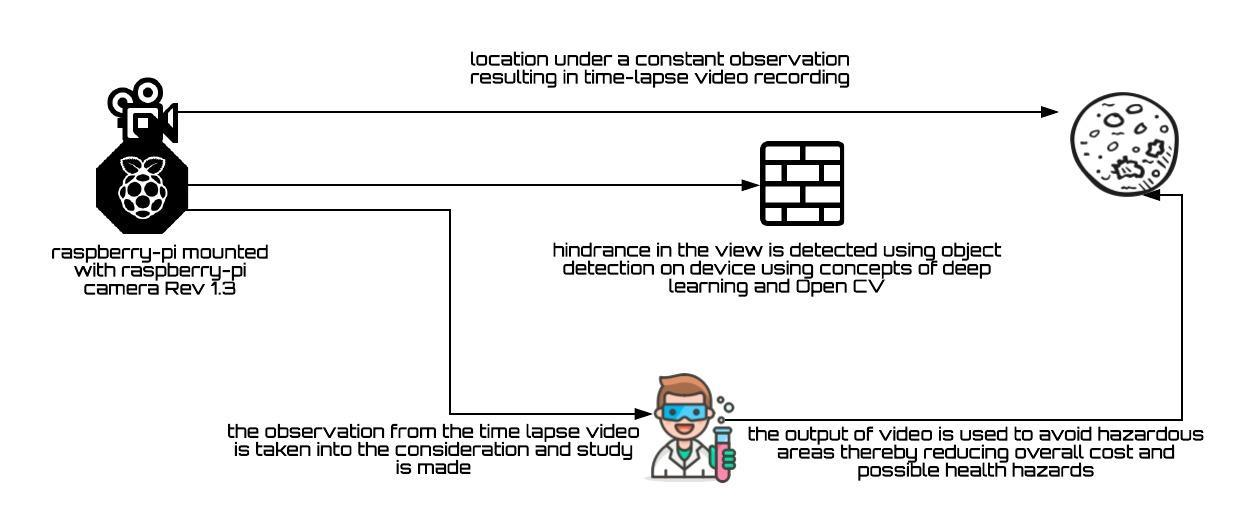 location under a constant observation
resulting in time-lapse video recording
raspberry-pi mounted
with raspberry-pi
camera Rev 1.3
hindrance in the view is detected using object
detection on device using concepts of deep
learning and Open CV
the observation from the time lapse video
is taken into the consideration and study
is made
the output of video is used to avoid hazardous
areas thereby reducing overall cost and
possible health hazards